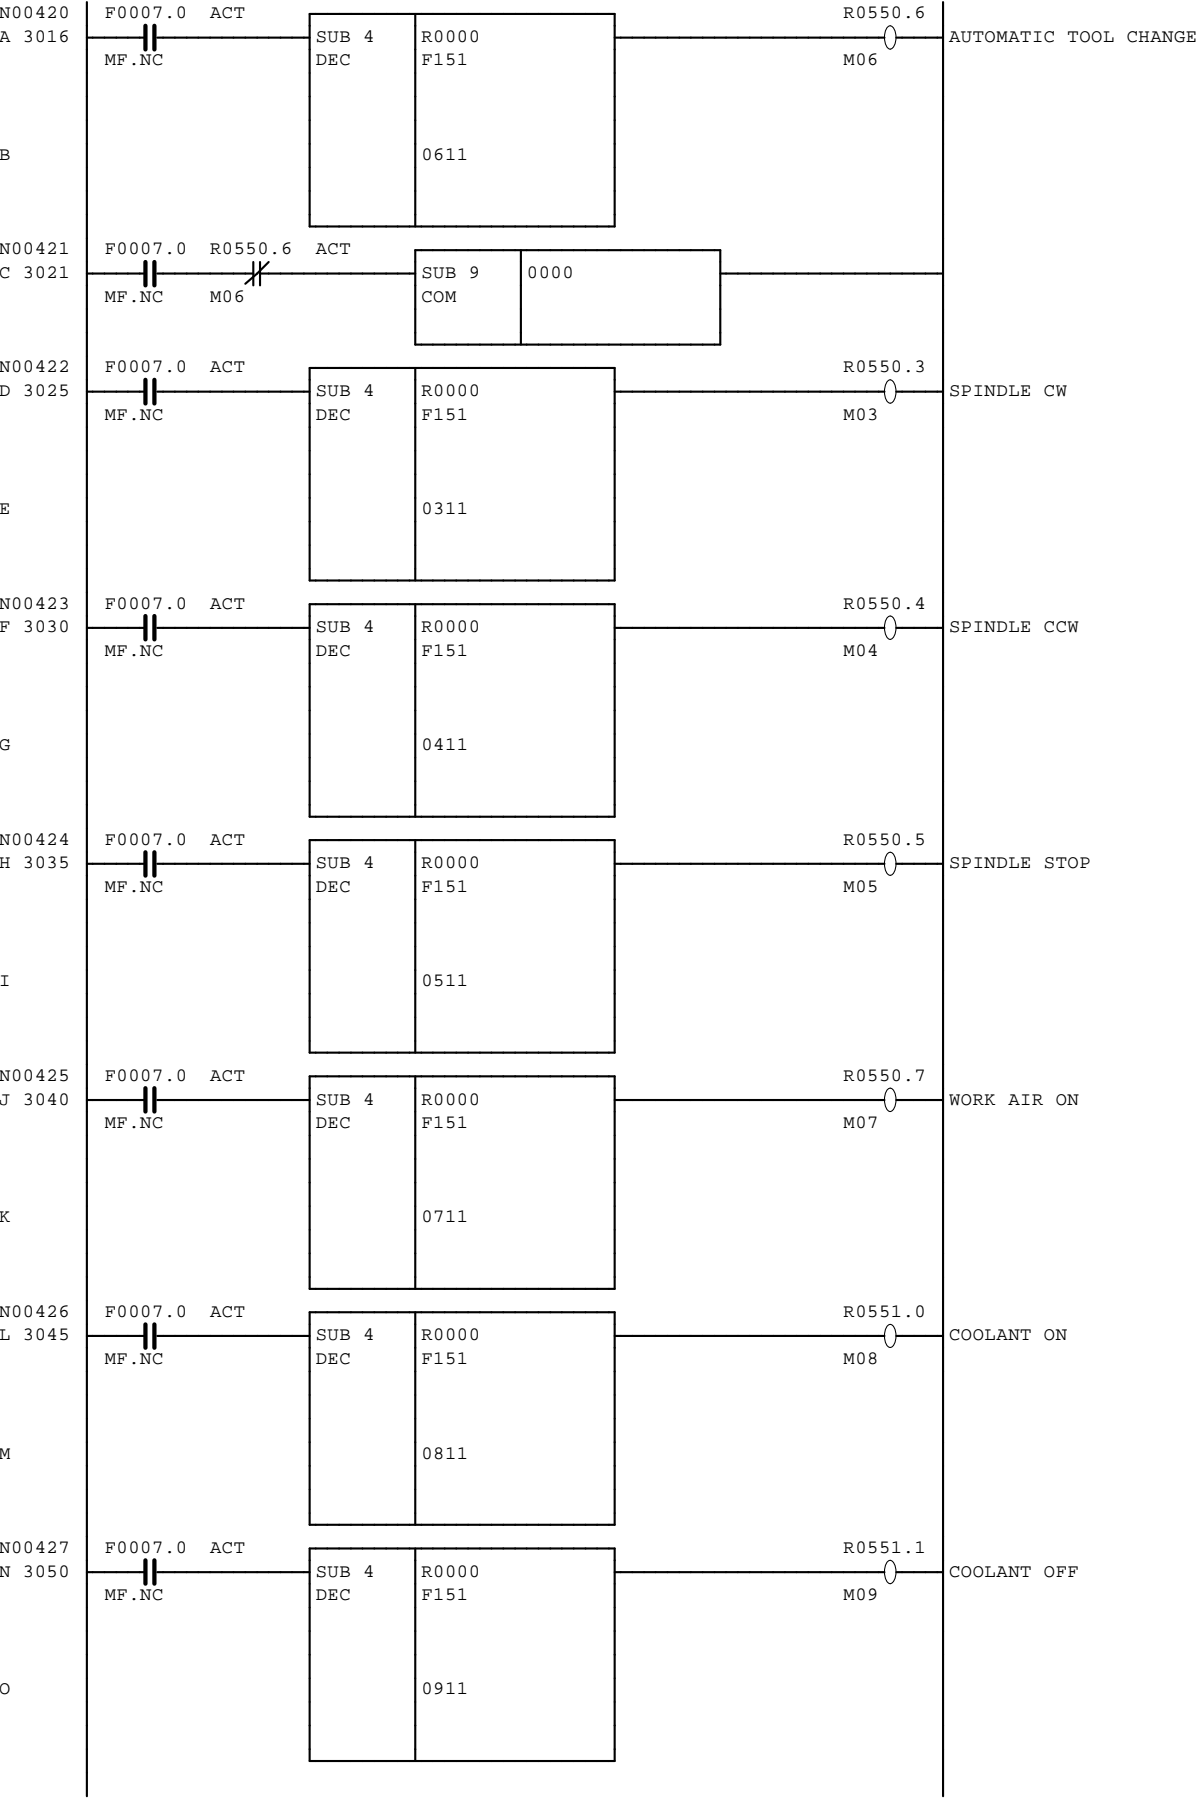 N00420 F0007.0 ACT R0550.6
A 3016 SUB 4 R0000 AUTOMATIC TOOL CHANGE
MF.NC DEC F151 M06
B 0611
N00421 F0007.0 R0550.6 ACT
C 3021 SUB 9 0000
MF.NC M06 COM
N00422 F0007.0 ACT R0550.3
D 3025 SUB 4 R0000 SPINDLE CW
MF.NC DEC F151 M03
E 0311
N00423 F0007.0 ACT R0550.4
F 3030 SUB 4 R0000 SPINDLE CCW
MF.NC DEC F151 M04
G 0411
N00424 F0007.0 ACT R0550.5
H 3035 SUB 4 R0000 SPINDLE STOP
MF.NC DEC F151 M05
I 0511
N00425 F0007.0 ACT R0550.7
J 3040 SUB 4 R0000 WORK AIR ON
MF.NC DEC F151 M07
K 0711
N00426 F0007.0 ACT R0551.0
L 3045 SUB 4 R0000 COOLANT ON
MF.NC DEC F151 M08
M 0811
N00427 F0007.0 ACT R0551.1
N 3050 SUB 4 R0000 COOLANT OFF
MF.NC DEC F151 M09
O 0911